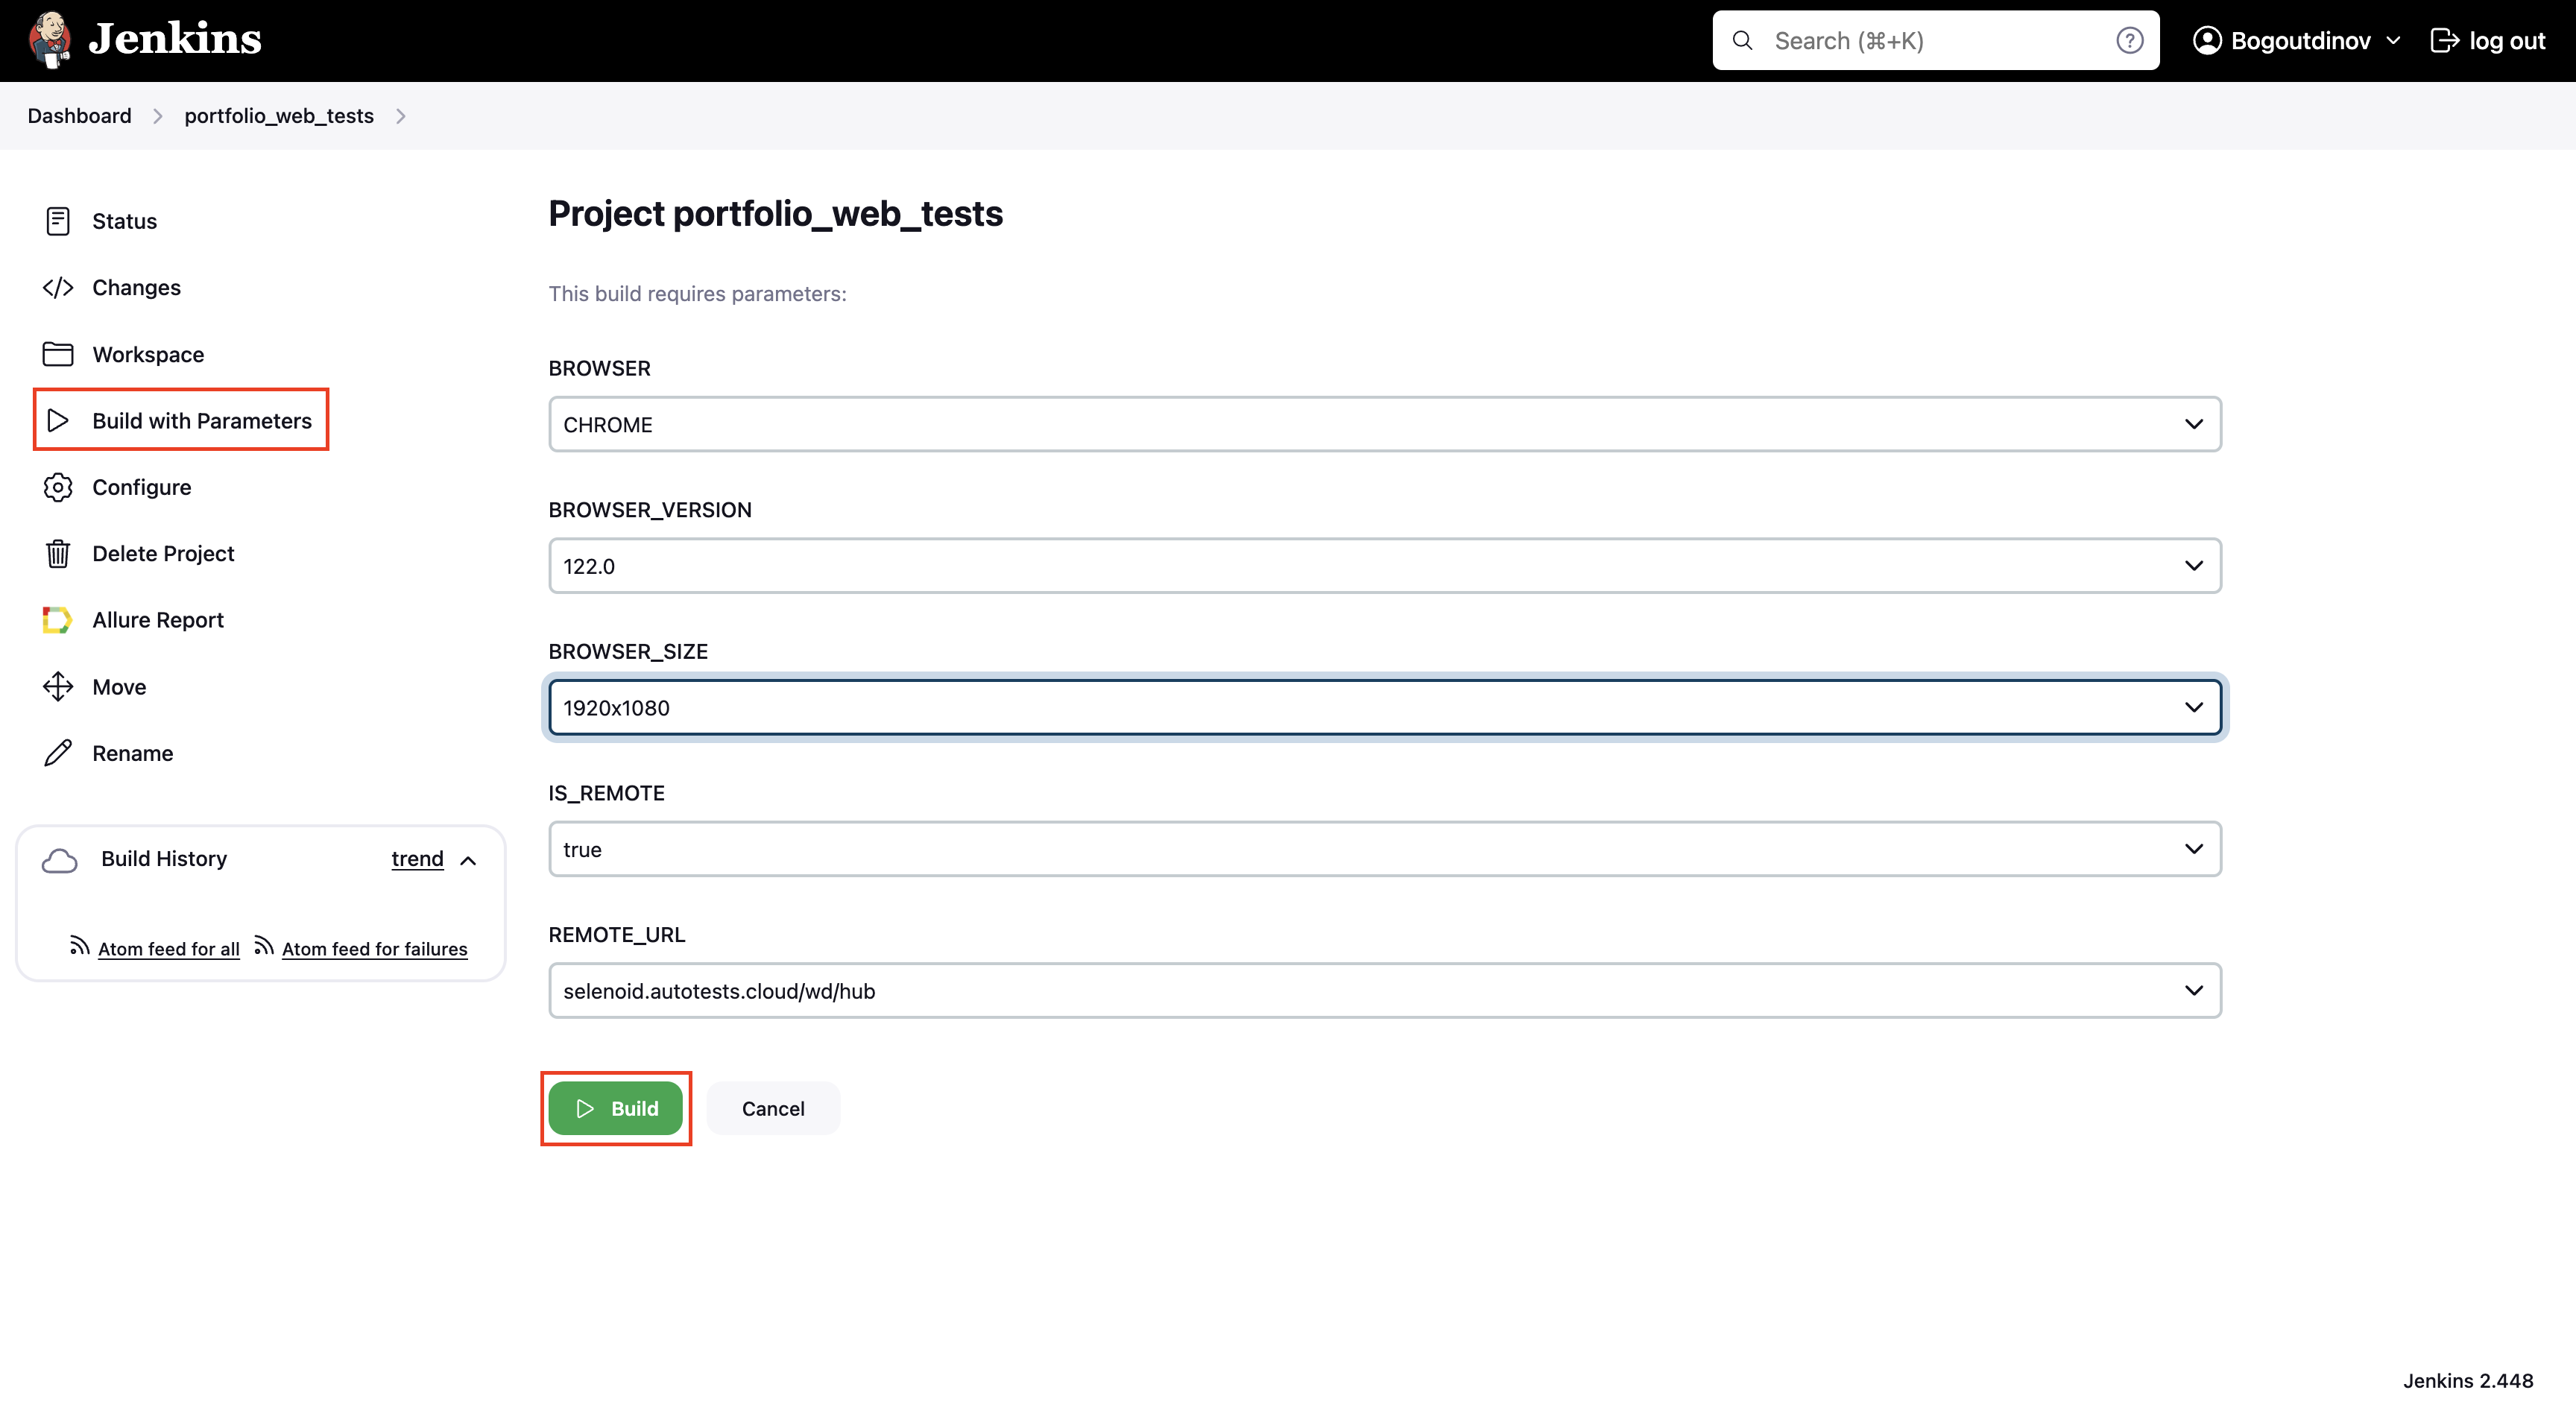 Jenkins
Search (⌘+K)
Bogoutdinov
log out
Dashboard
portfolio_web_tests
Status
Changes
Workspace
Build with Parameters
Configure
Delete Project
Allure Report
Move
Rename
Build History
trend
Atom feed for all
Atom feed for failures
Project portfolio_web_tests
This build requires parameters:
BROWSER
CHROME
BROWSER_VERSION
122.0
BROWSER_SIZE
1920x1080
IS_REMOTE
true
REMOTE_URL
selenoid.autotests.cloud/wd/hub
Build
Cancel
Jenkins 2.448